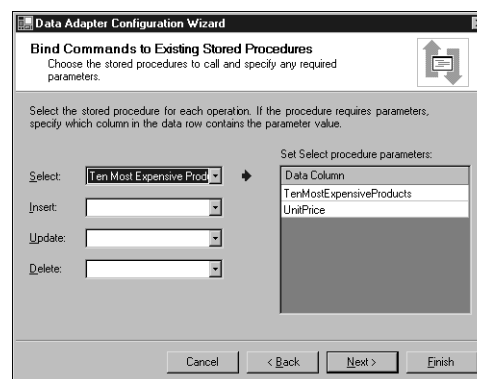 Data Adapter Configuration Wizard
Bind Commands to Existing Stored Procedures
Choose the stored procedures to call and specify any required
parameters.
Select the stored procedure for each operation. If the procedure requires parameters,
specify which column in the data row contains the parameter value.
Set Select procedure parameters:
Select:
Ten Most Expensive Prod
Data Column
TenMostExpensiveProducts
Insert:
UnitPrice
Update:
Delete:
Cancel
< Back
Next >
Finish